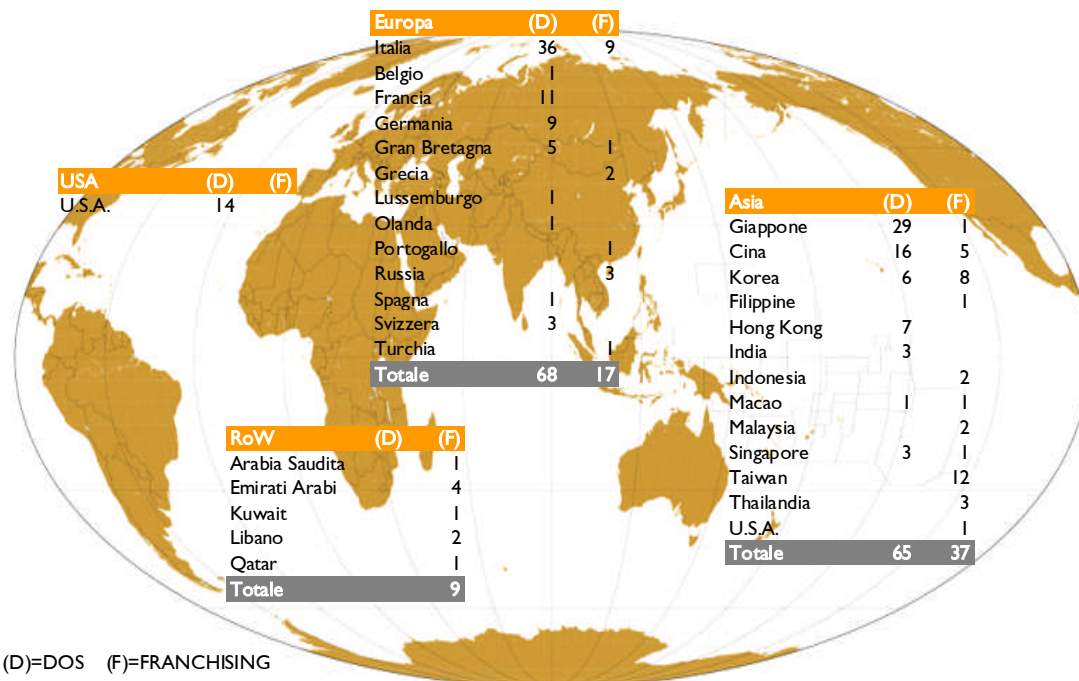 Europa (D) (F)
Italia 36 9
Belgio 1
Francia 11
Germania 9
Gran Bretagna 5 1
Grecia 2
Lussemburgo 1
Olanda 1
Portogallo 1
Russia 3
Spagna 1
Svizzera 3
Turchia 1
Totale 68 17
USA (D) (F)
U.S.A. 14
Asia (D) (F)
Giappone 29 1
Cina 16 5
Korea 6 8
Filippine 1
Hong Kong 7
India 3
Indonesia 2
Macao 1 1
Malaysia 2
Singapore 3 1
Taiwan 12
Thailandia 3
U.S.A. 1
Totale 65 37
RoW (D) (F)
Arabia Saudita 1
Emirati Arabi 4
Kuwait 1
Libano 2
Qatar 1
Totale 9
(D)=DOS (F)=FRANCHISING